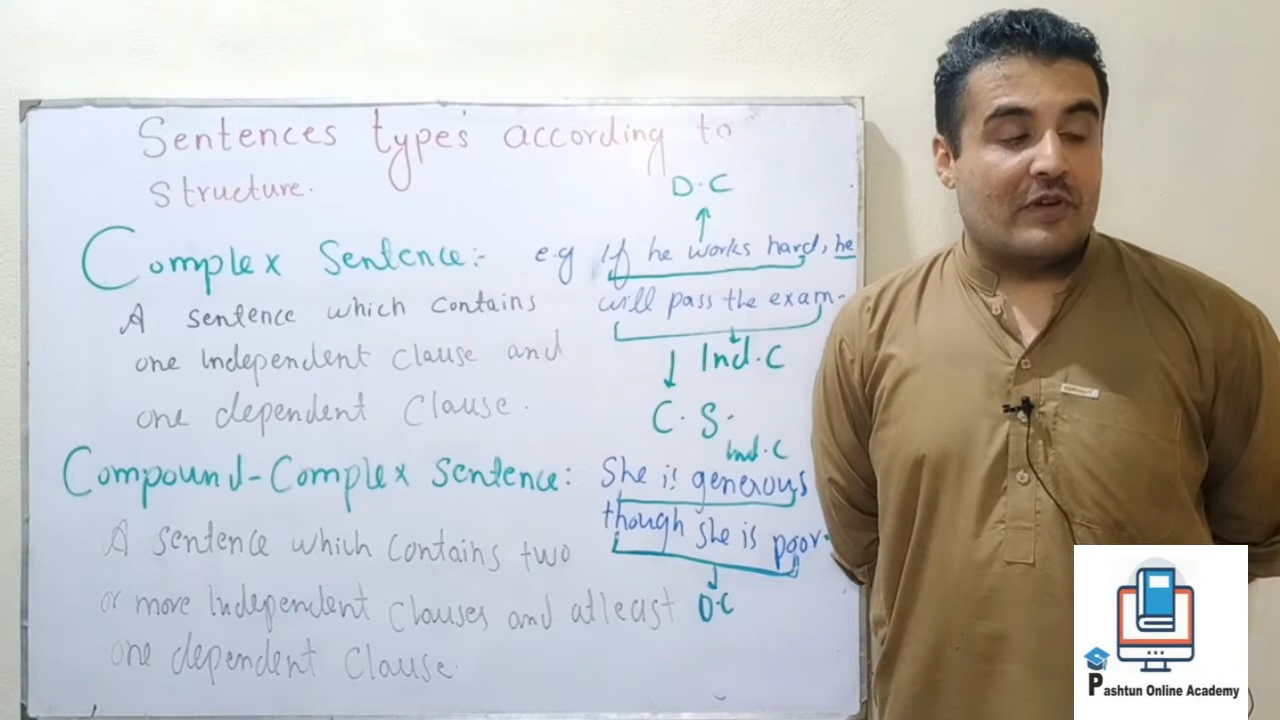 Sentences types according to
structure.
Complex Sentence:-
A sentence which contains
one Independent Clause and
one dependent Clause.
D.C
e.g If he works hard, he
will pass the exam.
Ind.C
C.S.
Compound-Complex sentence:
A sentence which contains two
or more Independent Clauses and atleast
one dependent Clause.
Ind.C
She is generous
though she is poor.
D.C
Pashtun Online Academy